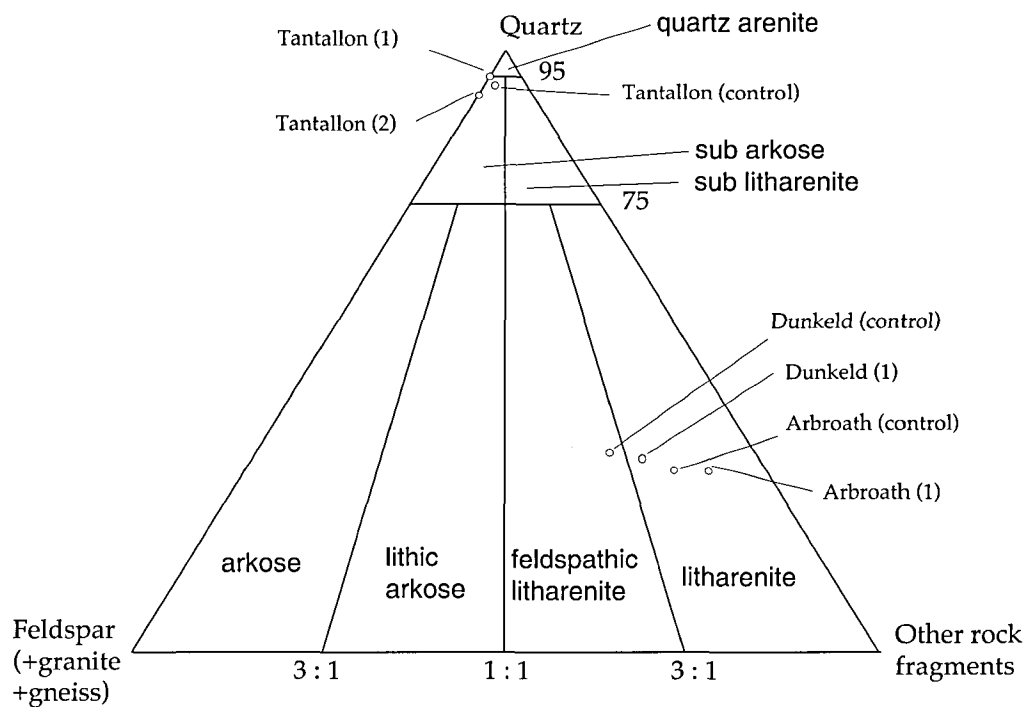 Quartz
quartz arenite
Tantallon (1)
95
Tantallon (control)
Tantallon (2)
sub arkose
sub litharenite
75
Dunkeld (control)
Dunkeld (1)
Arbroath (control)
Arbroath (1)
arkose
lithic
arkose
feldspathic
litharenite
litharenite
Feldspar
(+granite
+gneiss)
3 : 1
1 : 1
3 : 1
Other rock
fragments